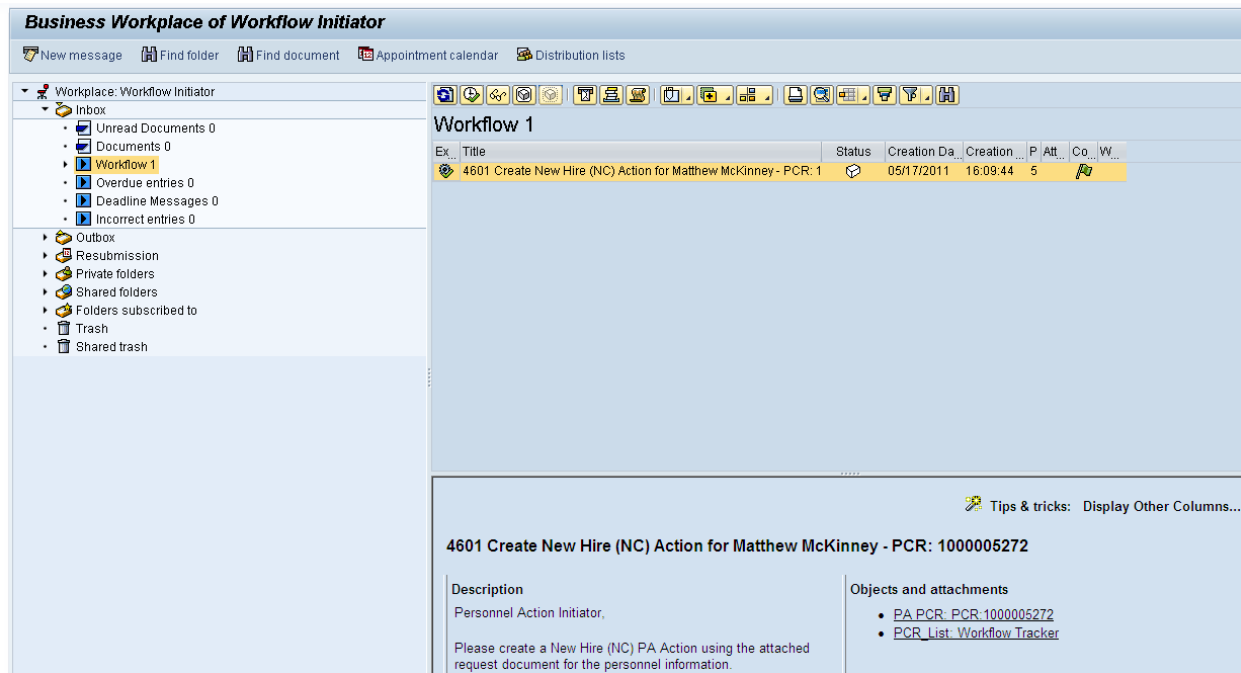 Business Workplace of Workflow Initiator
New message Find folder Find document Appointment calendar Distribution lists
Workplace: Workflow Initiator
Inbox
Unread Documents 0
Documents 0
Workflow 1
Overdue entries 0
Deadline Messages 0
Incorrect entries 0
Outbox
Resubmission
Private folders
Shared folders
Folders subscribed to
Trash
Shared trash
Workflow 1
Ex... Title Status Creation Da... Creation ... P Att... Co... W...
4601 Create New Hire (NC) Action for Matthew McKinney - PCR: 1 05/17/2011 16:09:44 5
Tips & tricks: Display Other Columns...
4601 Create New Hire (NC) Action for Matthew McKinney - PCR: 1000005272
Description
Personnel Action Initiator,
Please create a New Hire (NC) PA Action using the attached
request document for the personnel information.
Objects and attachments
PA PCR: PCR:1000005272
PCR_List: Workflow Tracker